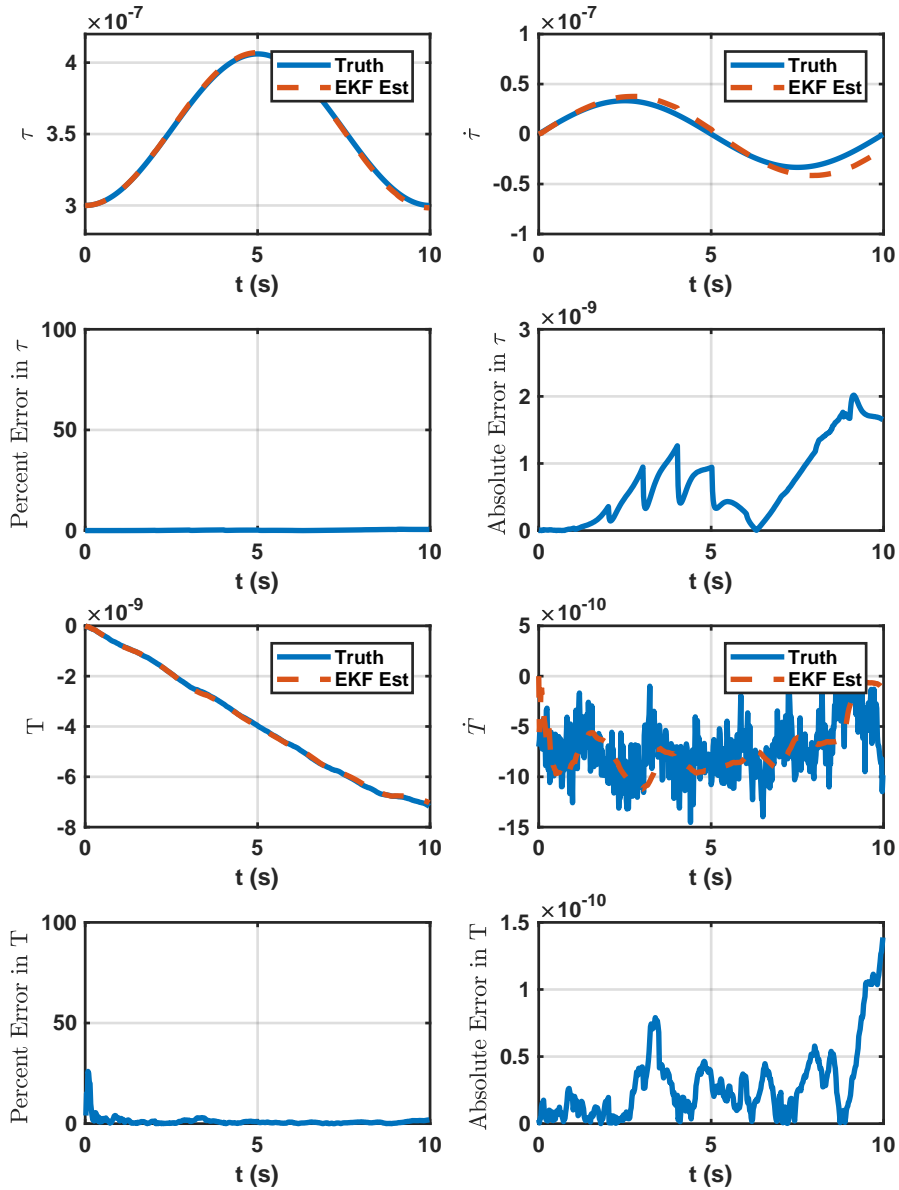 ×10⁻⁷
4
3.5
3
τ
Truth
EKF Est
0
5
10
t (s)
×10⁻⁷
1
0.5
0
-0.5
-1
τ̇
Truth
EKF Est
0
5
10
t (s)
100
50
0
Percent Error in τ
0
5
10
t (s)
×10⁻⁹
3
2
1
0
Absolute Error in τ
0
5
10
t (s)
×10⁻⁹
0
-2
-4
-6
-8
T
Truth
EKF Est
0
5
10
t (s)
×10⁻¹⁰
5
0
-5
-10
-15
Ṫ
Truth
EKF Est
0
5
10
t (s)
100
50
0
Percent Error in T
0
5
10
t (s)
×10⁻¹⁰
1.5
1
0.5
0
Absolute Error in T
0
5
10
t (s)